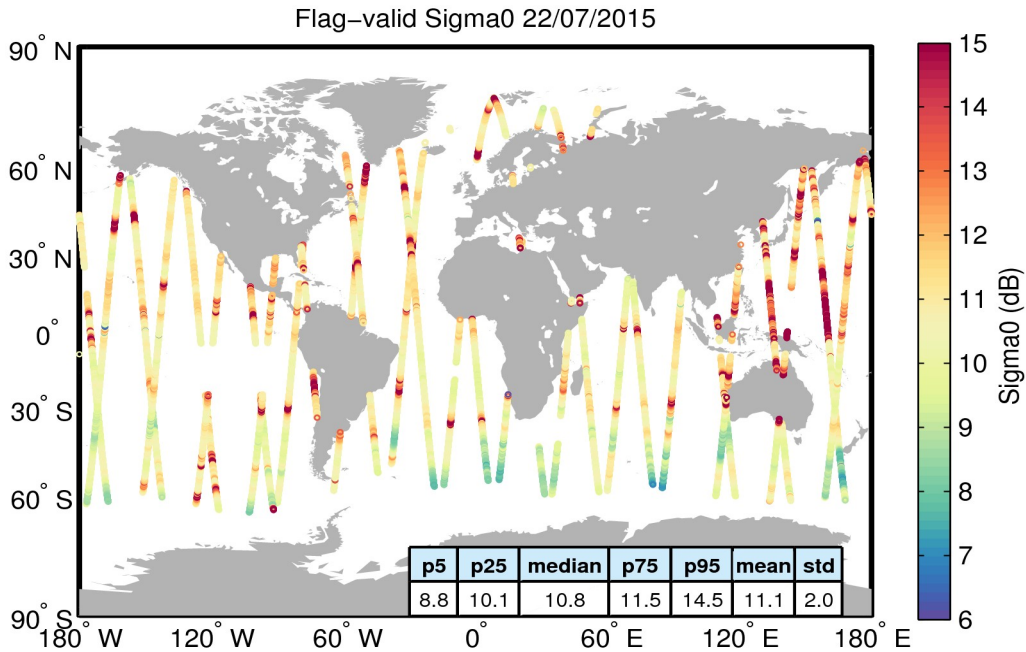 Flag−valid Sigma0 22/07/2015
90° N
60° N
30° N
0°
30° S
60° S
90° S
180° W
120° W
60° W
0°
60° E
120° E
180° E
p5 p25 median p75 p95 mean std
8.8 10.1 10.8 11.5 14.5 11.1 2.0
15
14
13
12
11
10
9
8
7
6
Sigma0 (dB)